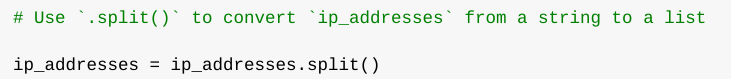 # Use `.split()` to convert `ip_addresses` from a string to a list
ip_addresses = ip_addresses.split()